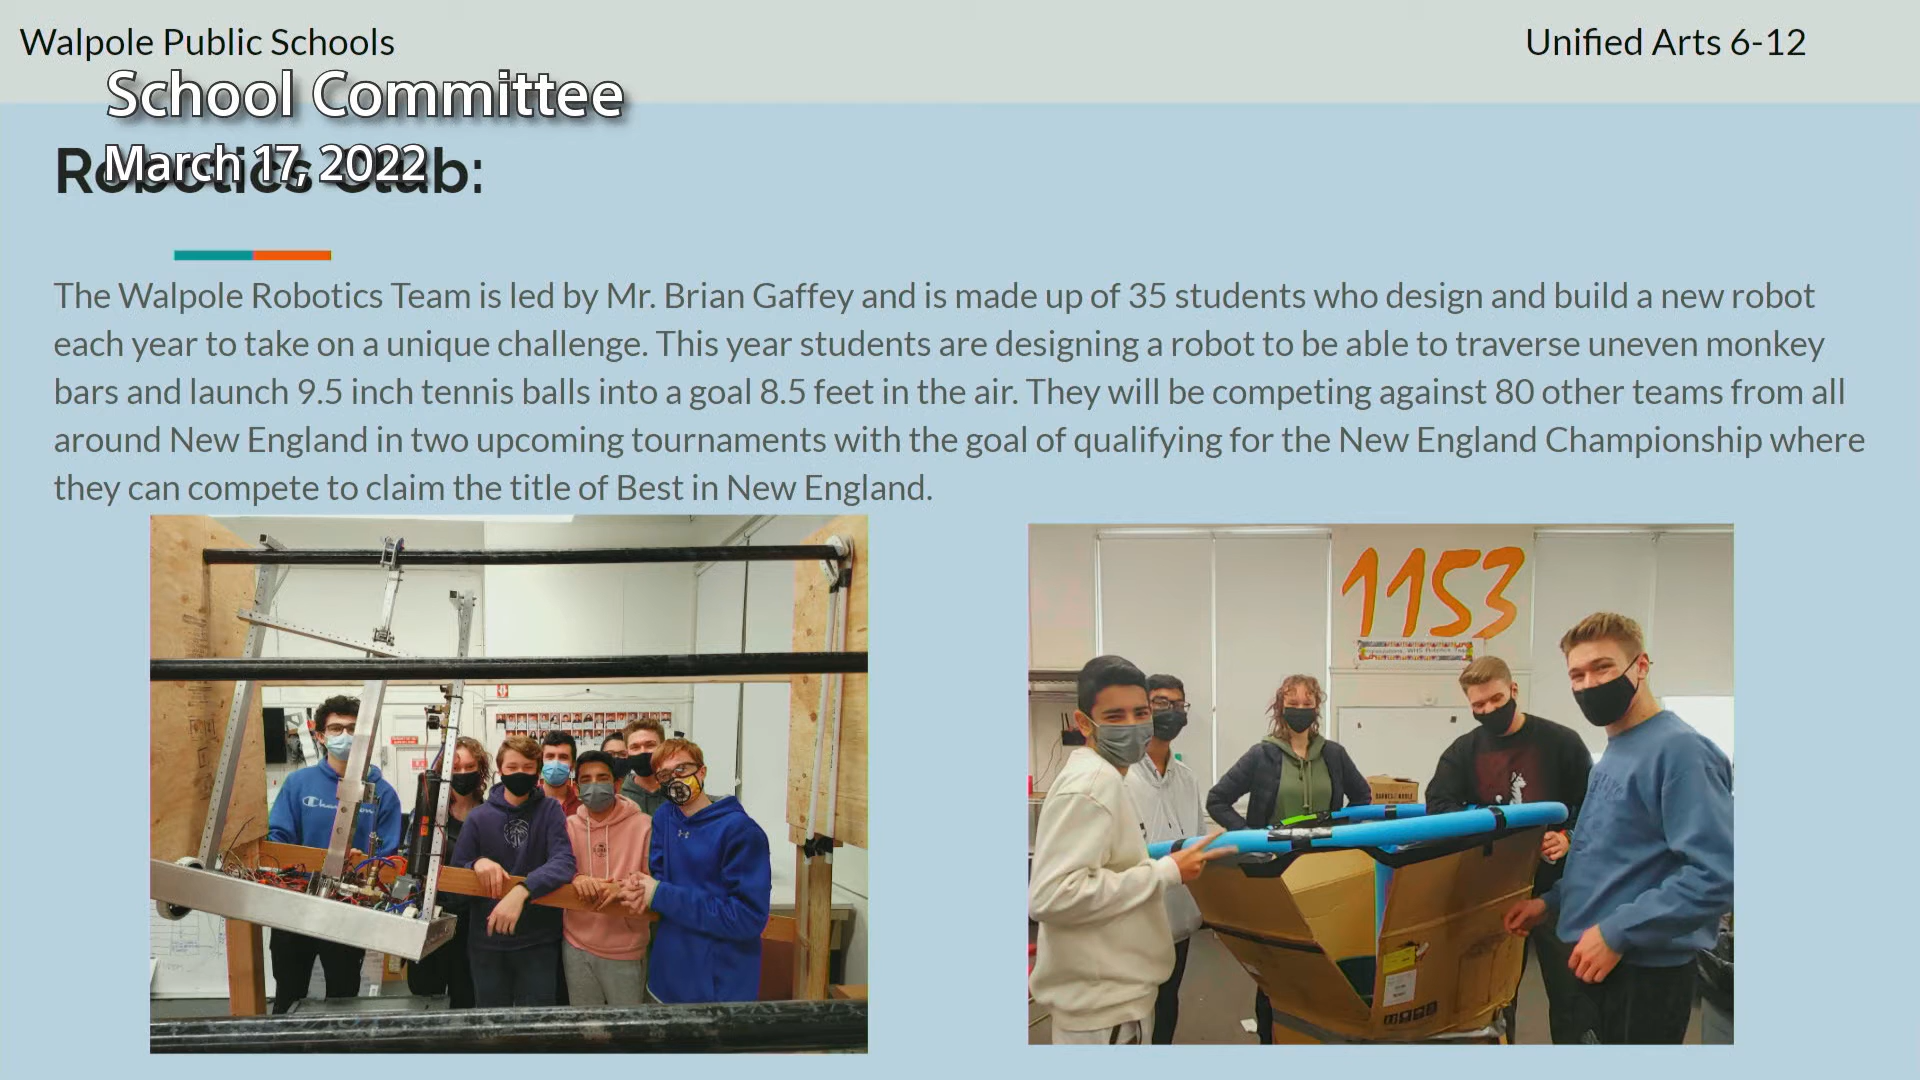 Walpole Public Schools
Unified Arts 6-12
School Committee
March 17, 2022
Robotics Club:
The Walpole Robotics Team is led by Mr. Brian Gaffey and is made up of 35 students who design and build a new robot
each year to take on a unique challenge. This year students are designing a robot to be able to traverse uneven monkey
bars and launch 9.5 inch tennis balls into a goal 8.5 feet in the air. They will be competing against 80 other teams from all
around New England in two upcoming tournaments with the goal of qualifying for the New England Championship where
they can compete to claim the title of Best in New England.
1153